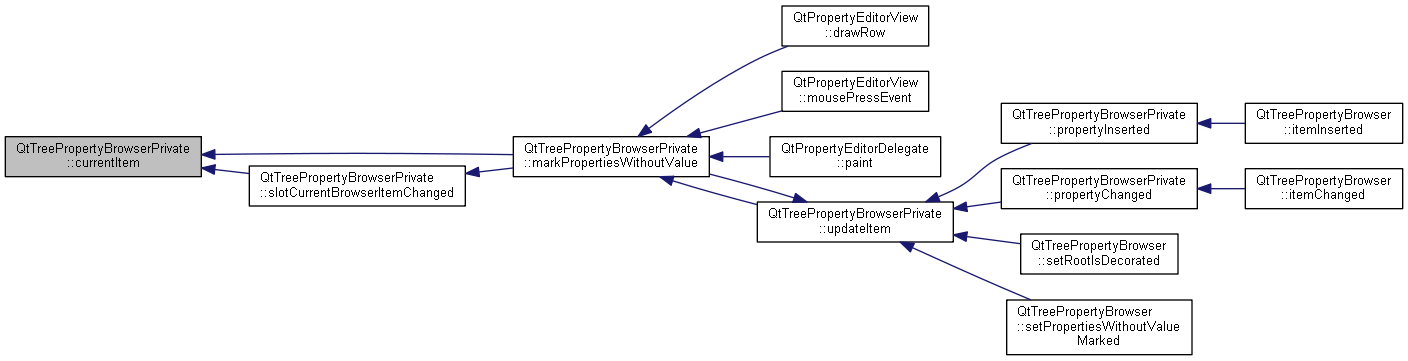 QtTreePropertyBrowserPrivate
::currentItem
QtTreePropertyBrowserPrivate
::slotCurrentBrowserItemChanged
QtTreePropertyBrowserPrivate
::markPropertiesWithoutValue
QtPropertyEditorView
::drawRow
QtPropertyEditorView
::mousePressEvent
QtPropertyEditorDelegate
::paint
QtTreePropertyBrowserPrivate
::updateItem
QtTreePropertyBrowserPrivate
::propertyInserted
QtTreePropertyBrowser
::itemInserted
QtTreePropertyBrowserPrivate
::propertyChanged
QtTreePropertyBrowser
::itemChanged
QtTreePropertyBrowser
::setRootIsDecorated
QtTreePropertyBrowser
::setPropertiesWithoutValue
Marked